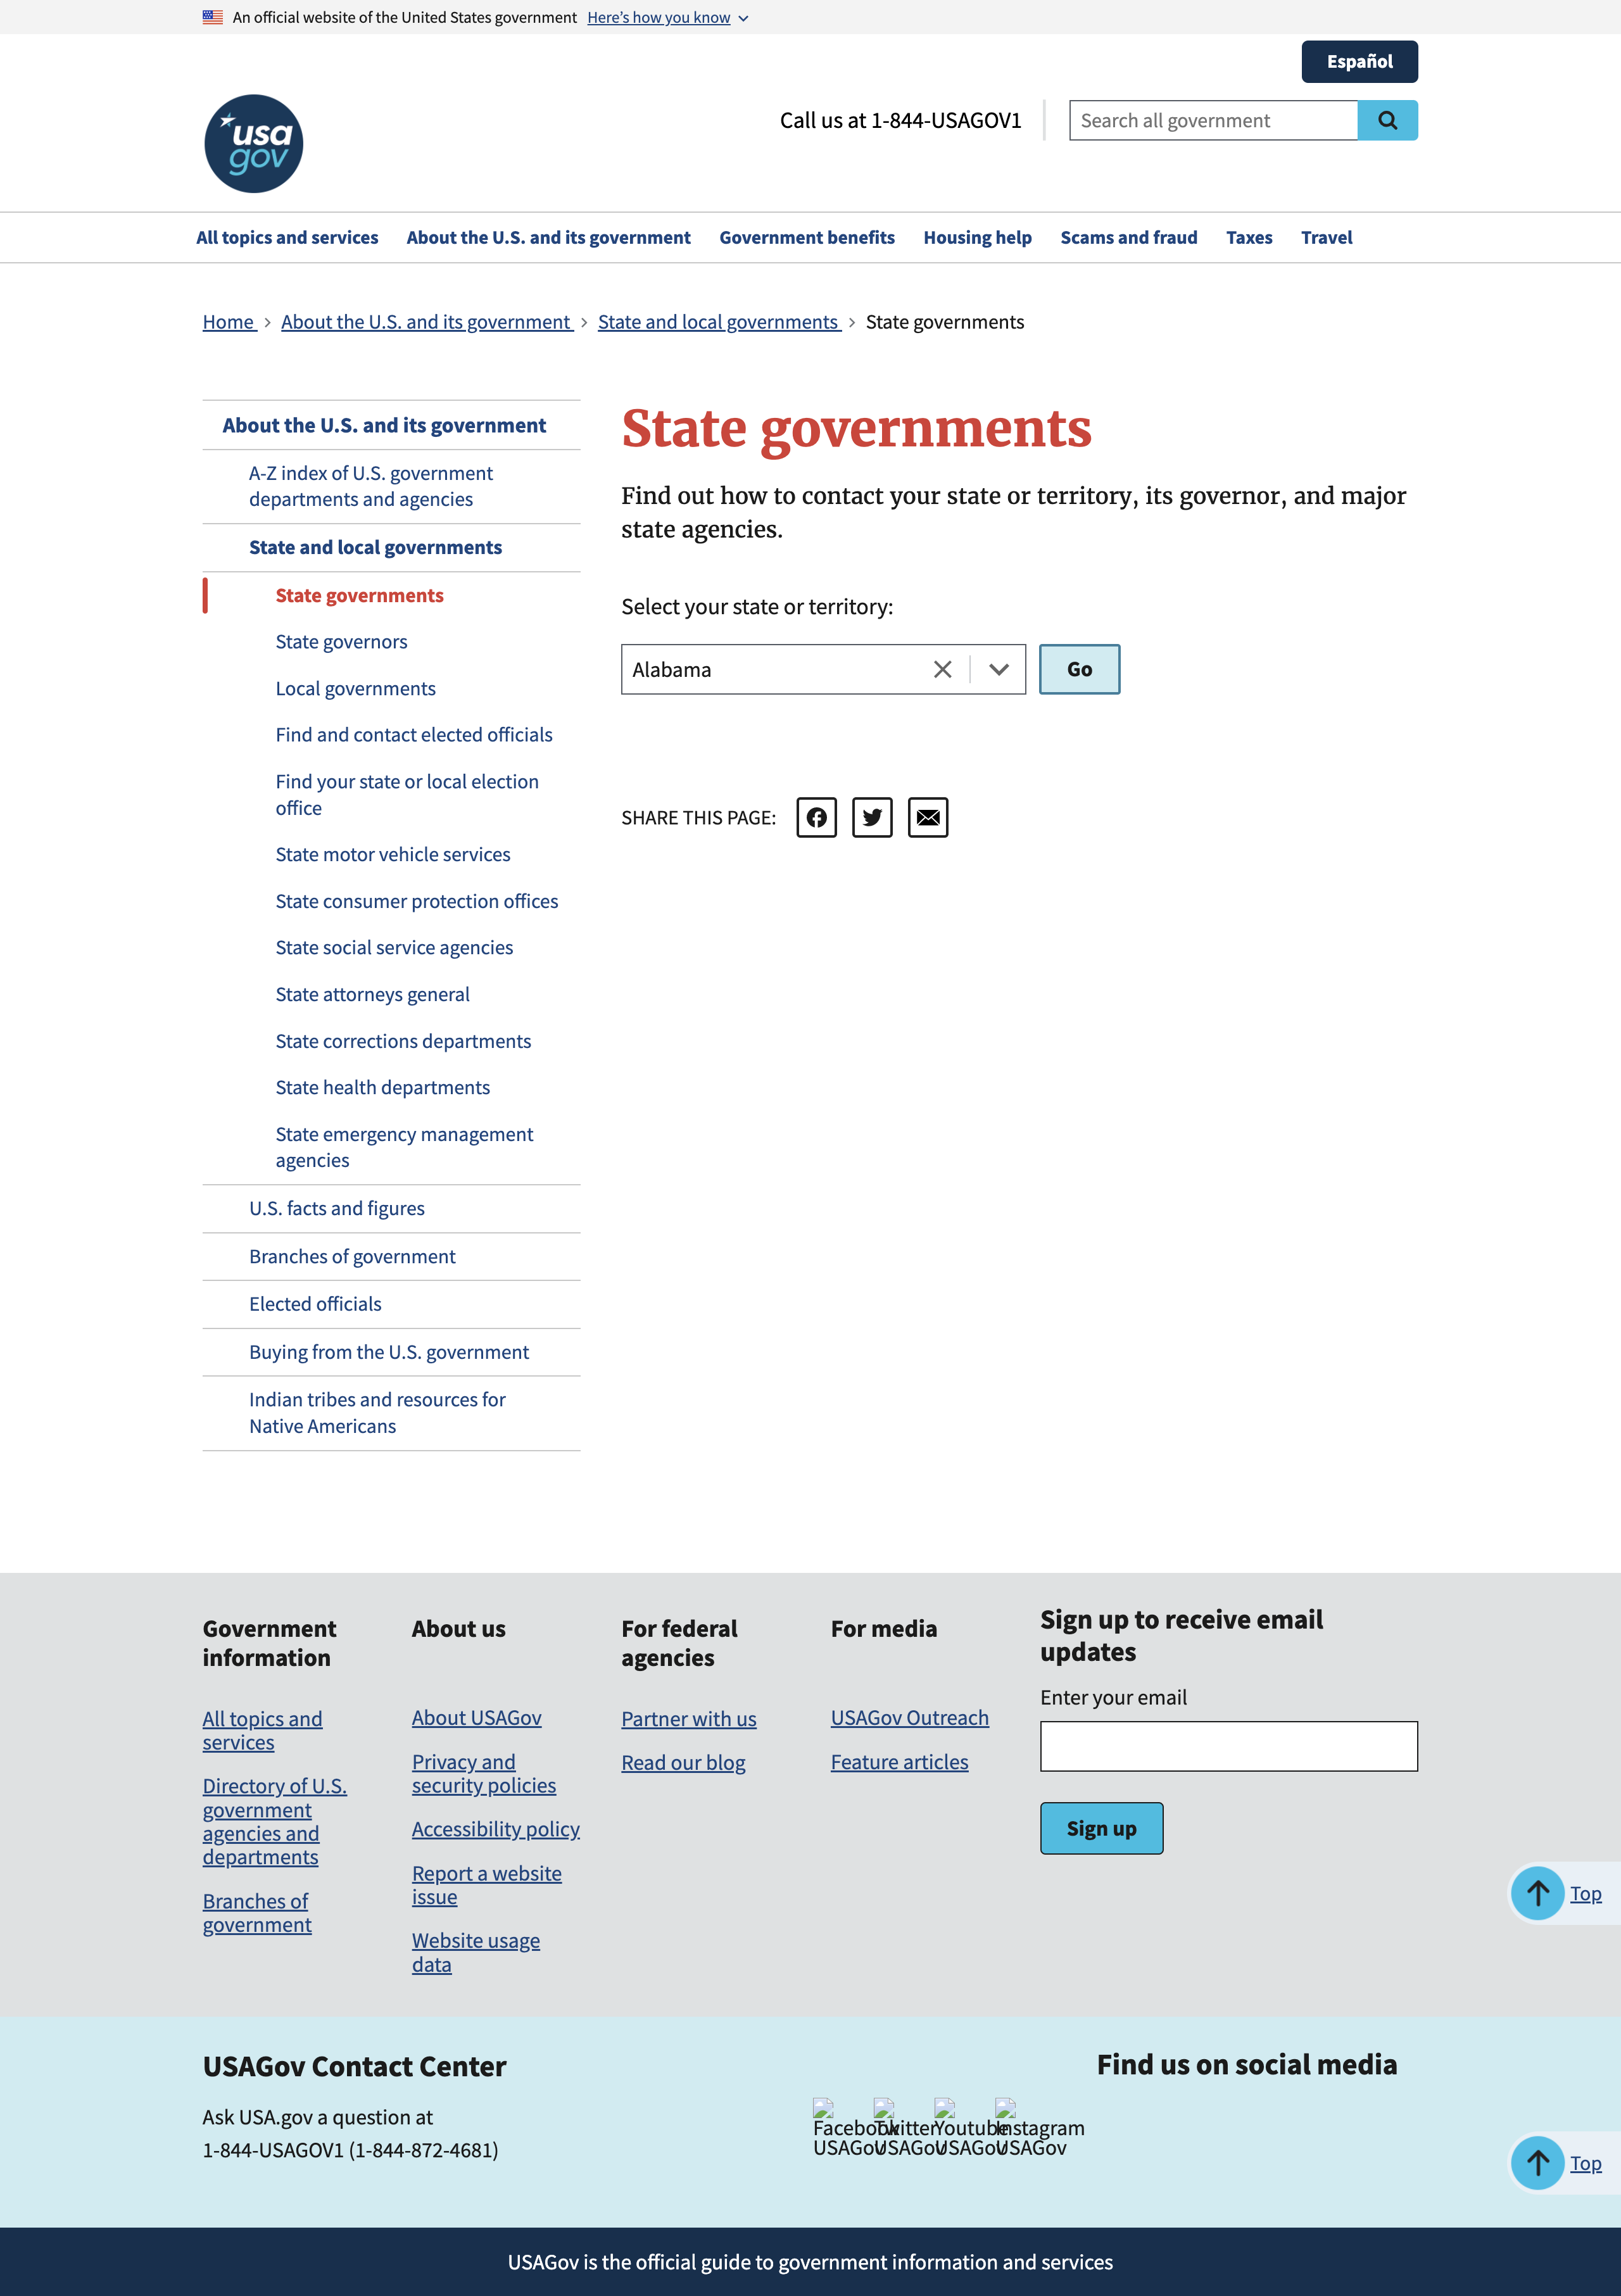 An official website of the United States government Here's how you know
Español
usa
gov
Call us at 1-844-USAGOV1
Search all government
All topics and services About the U.S. and its government Government benefits Housing help Scams and fraud Taxes Travel
Home > About the U.S. and its government > State and local governments > State governments
About the U.S. and its government
A-Z index of U.S. government
departments and agencies
State and local governments
State governments
State governors
Local governments
Find and contact elected officials
Find your state or local election
office
State motor vehicle services
State consumer protection offices
State social service agencies
State attorneys general
State corrections departments
State health departments
State emergency management
agencies
U.S. facts and figures
Branches of government
Elected officials
Buying from the U.S. government
Indian tribes and resources for
Native Americans
State governments
Find out how to contact your state or territory, its governor, and major
state agencies.
Select your state or territory:
Alabama
Go
SHARE THIS PAGE:
Government
information
All topics and
services
Directory of U.S.
government
agencies and
departments
Branches of
government
About us
About USAGov
Privacy and
security policies
Accessibility policy
Report a website
issue
Website usage
data
For federal
agencies
Partner with us
Read our blog
For media
USAGov Outreach
Feature articles
Sign up to receive email
updates
Enter your email
Sign up
Top
USAGov Contact Center
Ask USA.gov a question at
1-844-USAGOV1 (1-844-872-4681)
Find us on social media
Facebook
USAGov
Twitter
USAGov
Youtube
USAGov
Instagram
USAGov
Top
USAGov is the official guide to government information and services